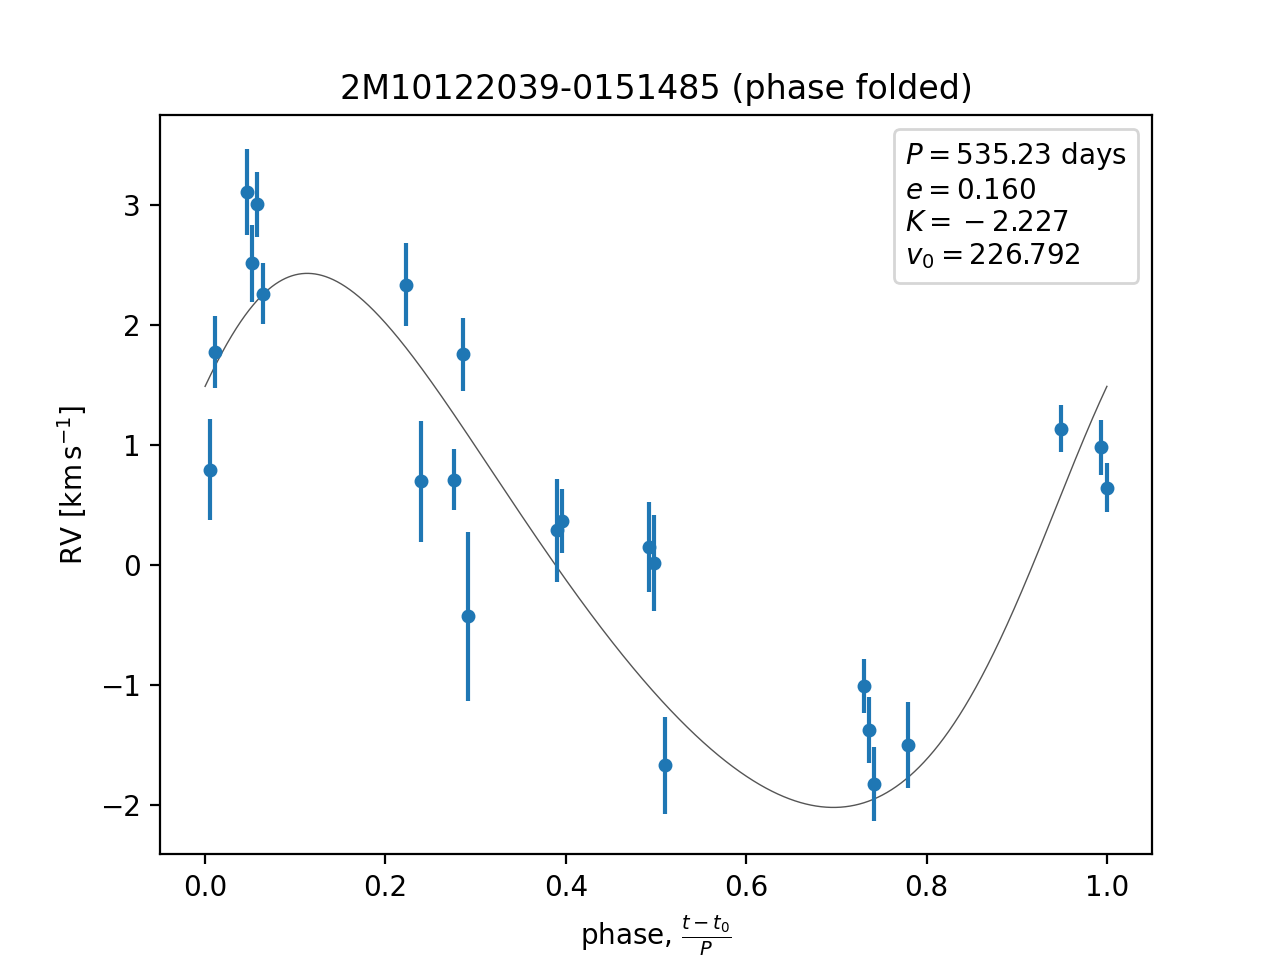 2M10122039-0151485 (phase folded)
P = 535.23 days
e = 0.160
K = −2.227
v₀ = 226.792
3
2
1
0
−1
−2
RV [km s⁻¹]
0.0 0.2 0.4 0.6 0.8 1.0
phase, (t − t₀)/P